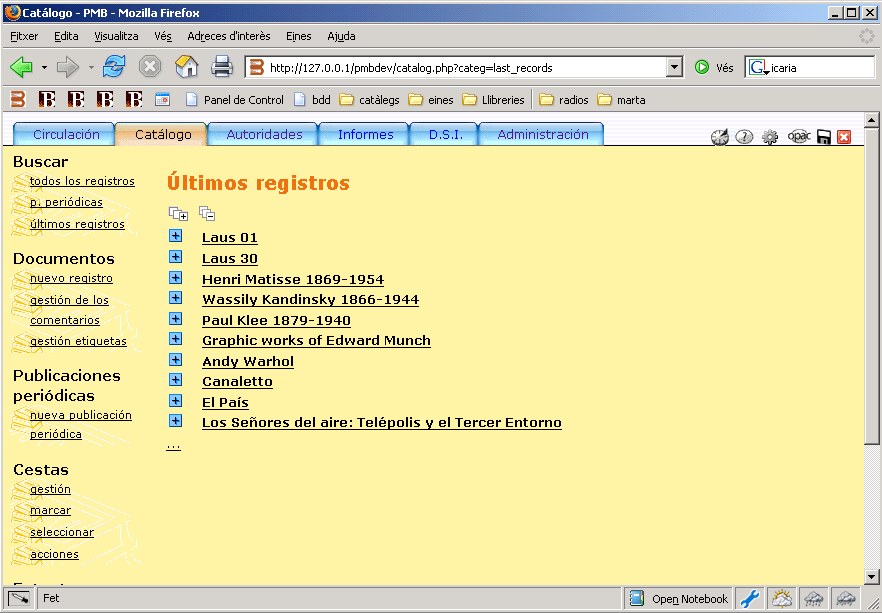 Catálogo - PMB - Mozilla Firefox
Fitxer Edita Visualitza Vés Adreces d'interès Eines Ajuda
http://127.0.0.1/pmbdev/catalog.php?categ=last_records Vés icaria
Panel de Control bdd catàlegs eines Llibreries radios marta
Circulación Catálogo Autoridades Informes D.S.I. Administración opac
Buscar
todos los registros
p. periódicas
últimos registros
Documentos
nuevo registro
gestión de los
comentarios
gestión etiquetas
Publicaciones
periódicas
nueva publicación
periódica
Cestas
gestión
marcar
seleccionar
acciones
Últimos registros
Laus 01
Laus 30
Henri Matisse 1869-1954
Wassily Kandinsky 1866-1944
Paul Klee 1879-1940
Graphic works of Edward Munch
Andy Warhol
Canaletto
El País
Los Señores del aire: Telépolis y el Tercer Entorno
...
Fet Open Notebook